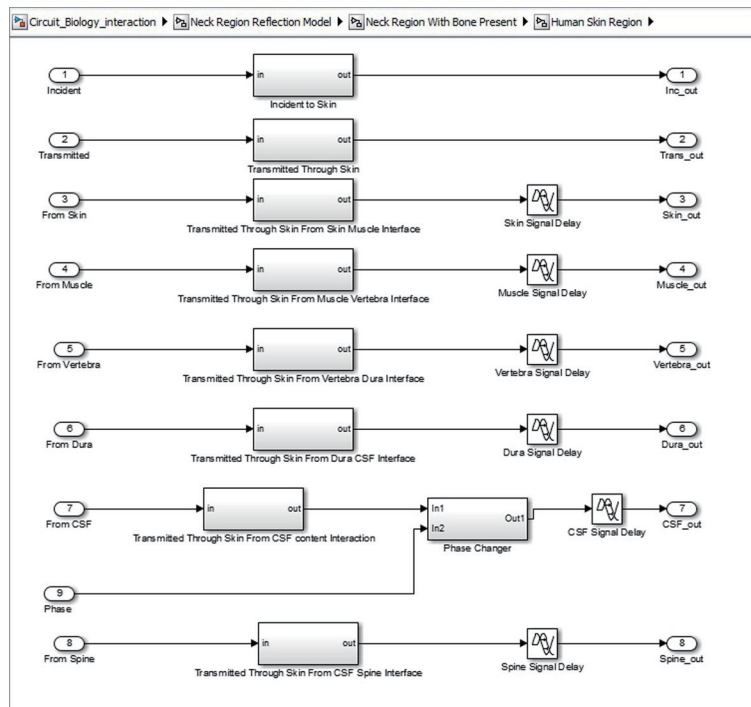 Circuit_Biology_interaction Neck Region Reflection Model Neck Region With Bone Present Human Skin Region
1 in out 1
Incident Incident to Skin Inc_out
2 in out 2
Transmitted Transmitted Through Skin Trans_out
3 in out 3
From Skin Transmitted Through Skin From Skin Muscle Interface Skin Signal Delay Skin_out
4 in out 4
From Muscle Transmitted Through Skin From Muscle Vertebra Interface Muscle Signal Delay Muscle_out
5 in out 5
From Vertebra Transmitted Through Skin From Vertebra Dura Interface Vertebra Signal Delay Vertebra_out
6 in out 6
From Dura Transmitted Through Skin From Dura CSF Interface Dura Signal Delay Dura_out
7 in out In1 Out1 7
In2
From CSF Transmitted Through Skin From CSF content Interaction Phase Changer CSF Signal Delay CSF_out
9
Phase
8 in out 8
From Spine Transmitted Through Skin From CSF Spine Interface Spine Signal Delay Spine_out